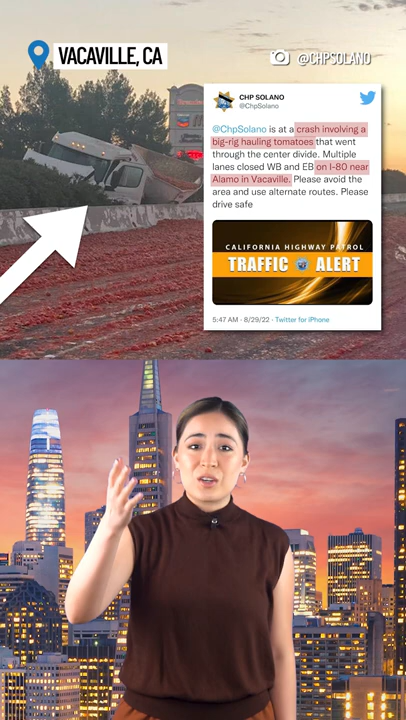 VACAVILLE, CA
@CHPSOLANO
CHP SOLANO
@ChpSolano
@ChpSolano is at a crash involving a
big-rig hauling tomatoes that went
through the center divide. Multiple
lanes closed WB and EB on I-80 near
Alamo in Vacaville. Please avoid the
area and use alternate routes. Please
drive safe
CALIFORNIA HIGHWAY PATROL
TRAFFIC ALERT
5:47 AM · 8/29/22 · Twitter for iPhone